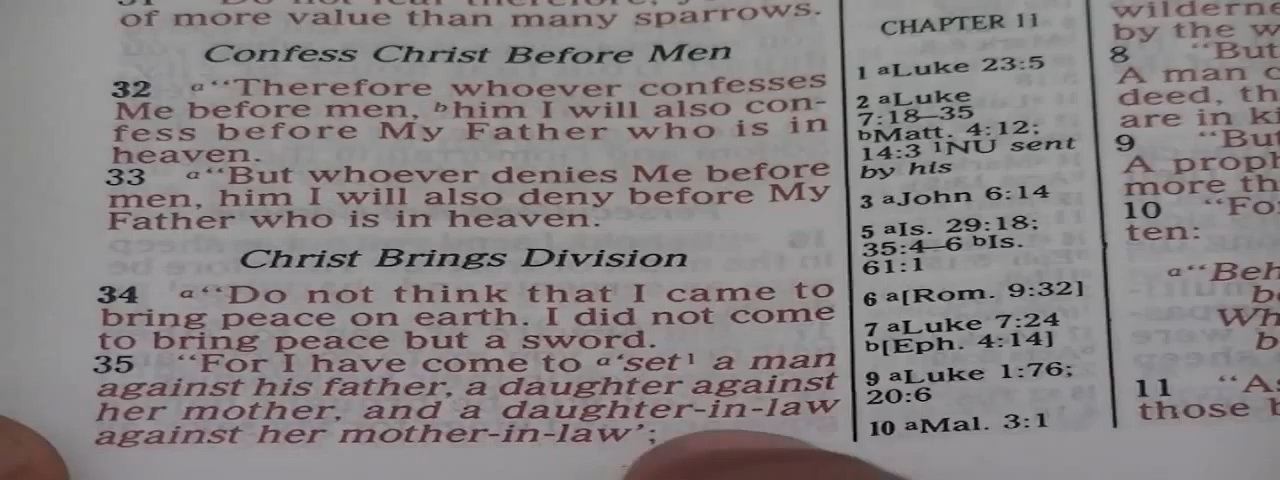 of more value than many sparrows.
Confess Christ Before Men
32 a“Therefore whoever confesses
Me before men, bhim I will also con-
fess before My Father who is in
heaven.
33 a“But whoever denies Me before
men, him I will also deny before My
Father who is in heaven.
Christ Brings Division
34 a“Do not think that I came to
bring peace on earth. I did not come
to bring peace but a sword.
35 “For I have come to a‘set1 a man
against his father, a daughter against
her mother, and a daughter-in-law
against her mother-in-law’;
CHAPTER 11
1 aLuke 23:5
2 aLuke
7:18–35
bMatt. 4:12;
14:3 1NU sent
by his
3 aJohn 6:14
5 aIs. 29:18;
35:4–6 bIs.
61:1
6 a[Rom. 9:32]
7 aLuke 7:24
b[Eph. 4:14]
9 aLuke 1:76;
20:6
10 aMal. 3:1
by the w
8 “But
A man
deed, th
are in ki
9 “Bu
A proph
more th
10 “Fo
ten:
a“Beh
Wh
11 “A
those